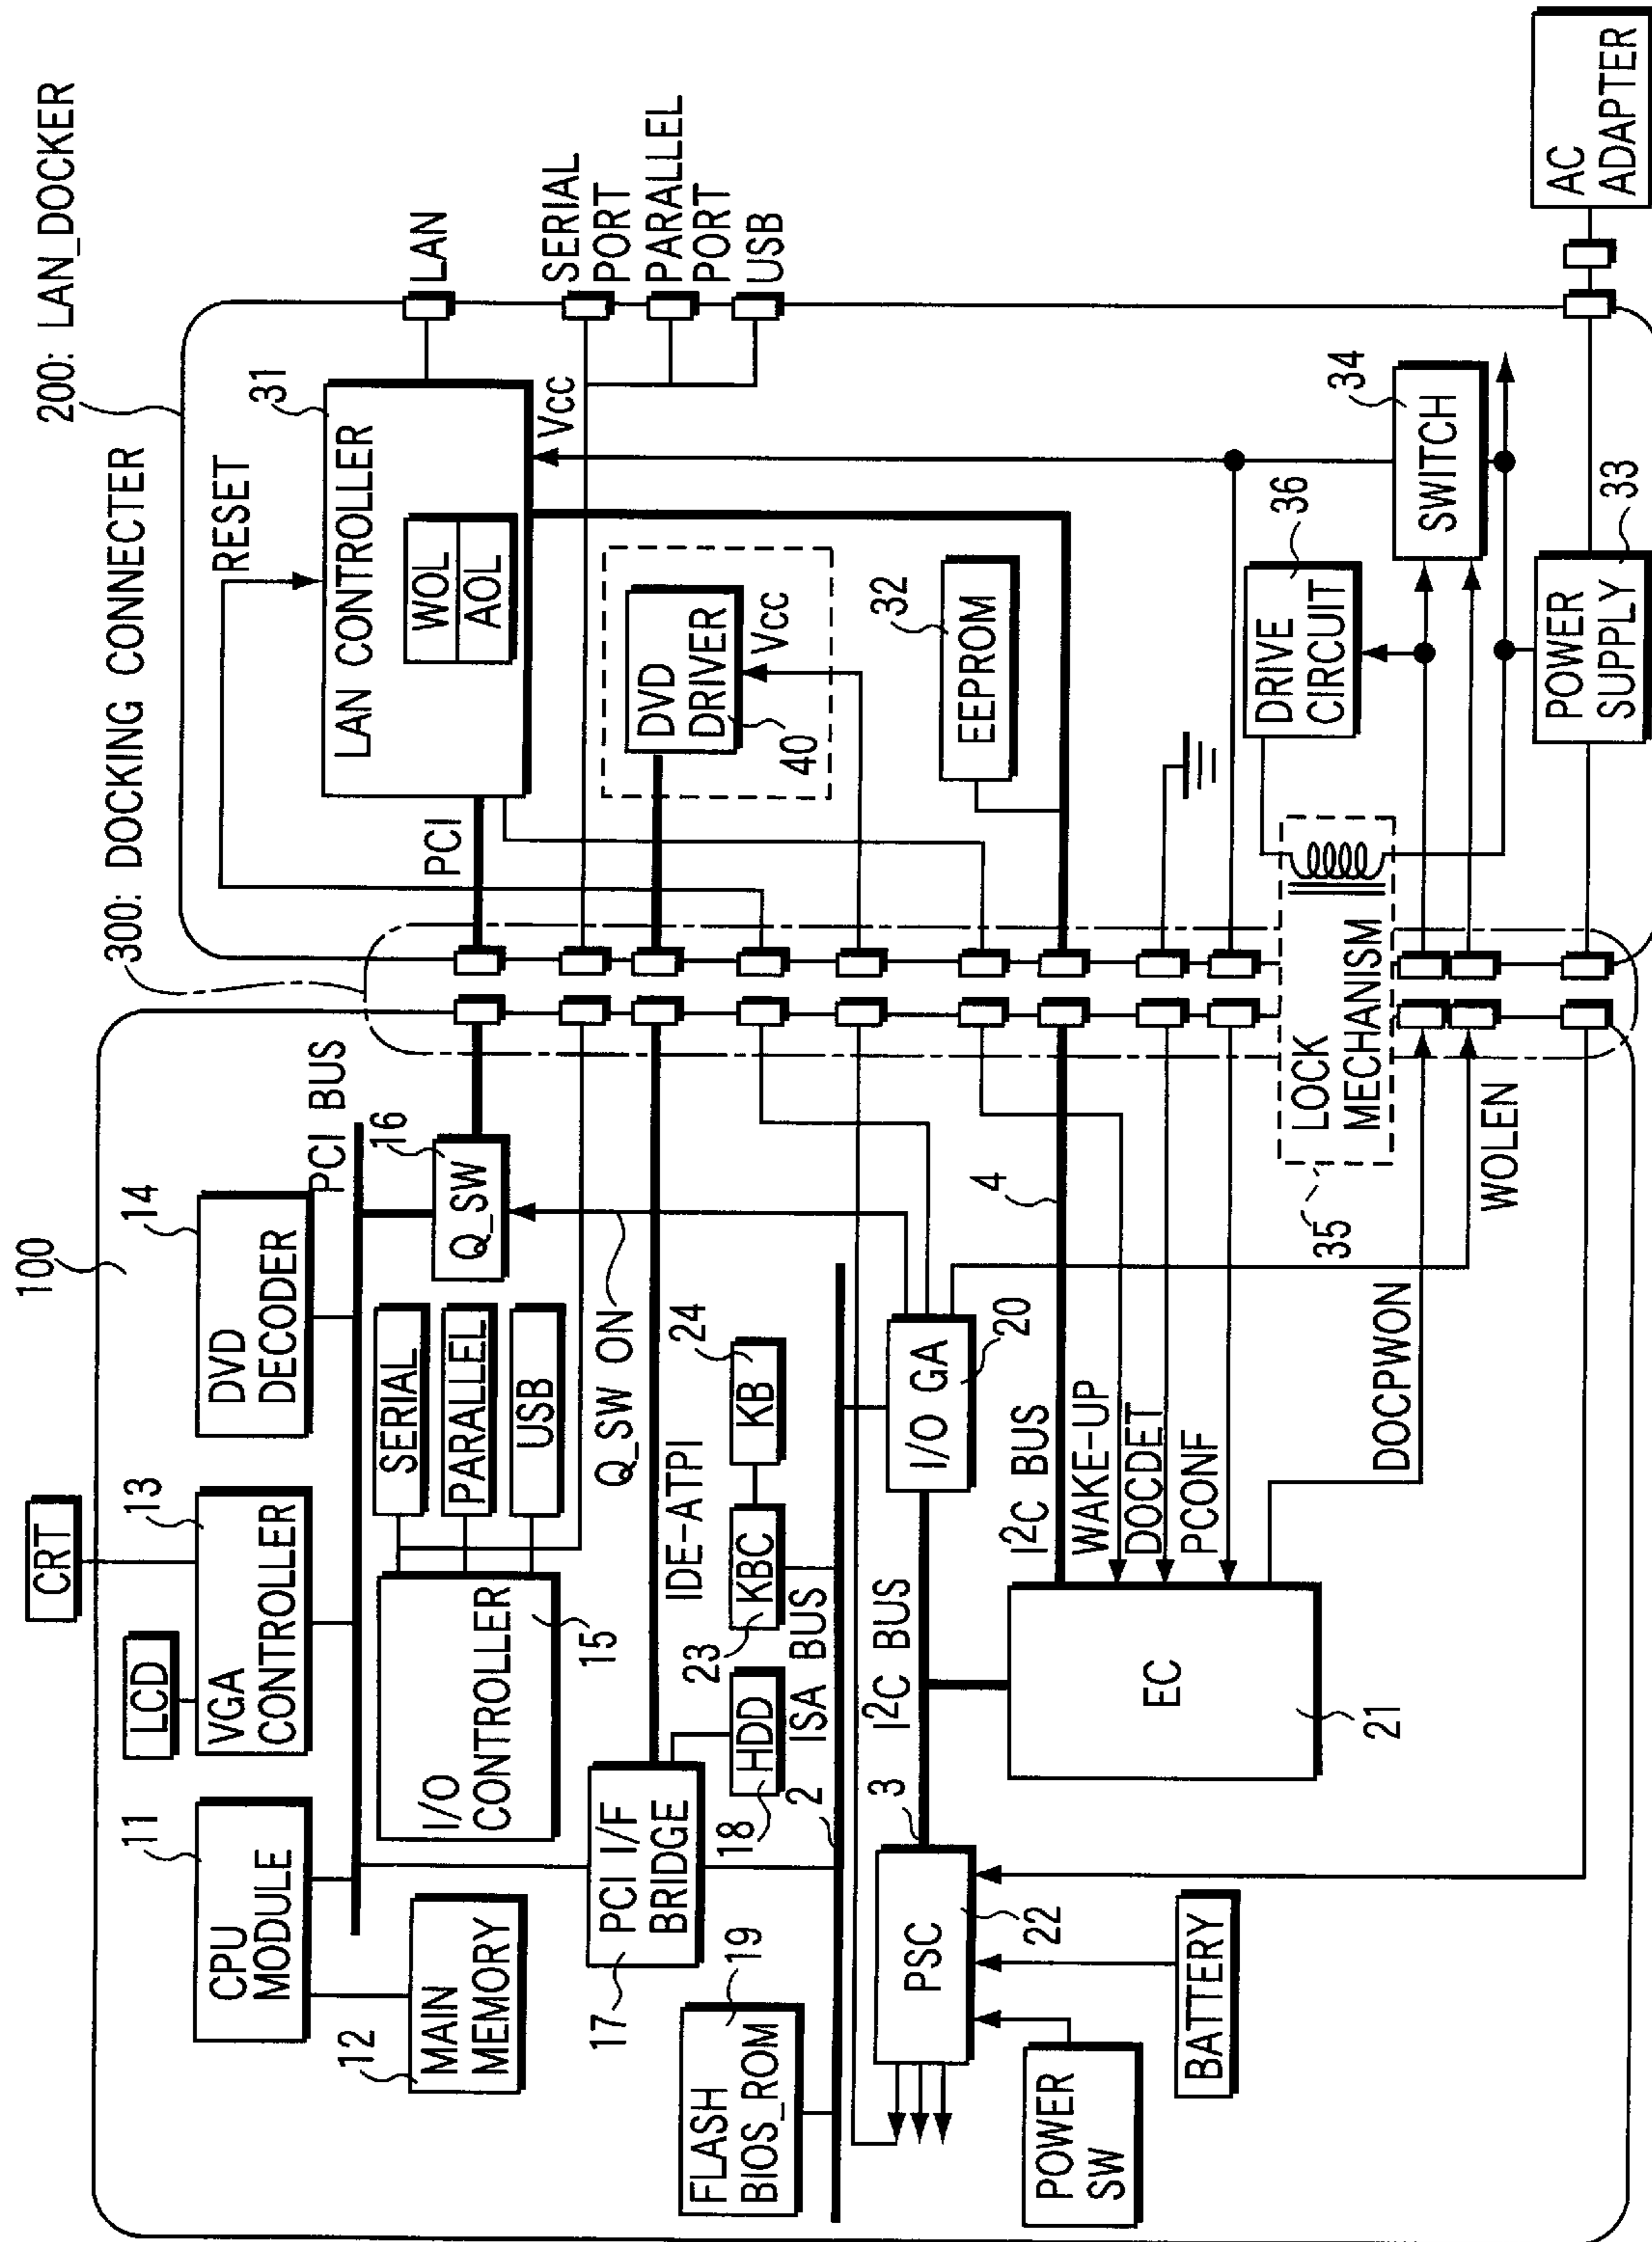 200: LAN_DOCKER
300: DOCKING CONNECTER
100
CRT
LCD
11
CPU
MODULE
13
VGA
CONTROLLER
14
DVD
DECODER
PCI BUS
12
MAIN
MEMORY
I/O
CONTROLLER
15
SERIAL
PARALLEL
USB
16
Q_SW
Q_SW ON
17
PCI I/F
BRIDGE
IDE-ATPI
18
HDD
23
KBC
24
KB
19
FLASH
BIOS_ROM
2
ISA BUS
I/O GA
20
PSC
22
3
I²C BUS
EC
21
4
I²C BUS
WAKE-UP
DOCDET
PCONF
DOCPWON
WOLEN
POWER
SW
BATTERY
35
LOCK
MECHANISM
RESET
PCI
31
LAN CONTROLLER
WOL
AOL
Vcc
LAN
SERIAL
PORT
PARALLEL
PORT
USB
DVD
DRIVER
Vcc
40
32
EEPROM
36
DRIVE
CIRCUIT
34
SWITCH
33
POWER
SUPPLY
AC
ADAPTER